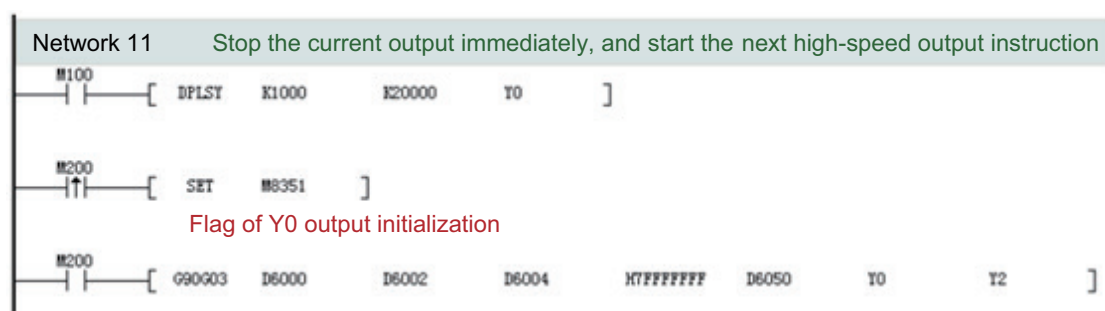 Network 11 Stop the current output immediately, and start the next high-speed output instruction
M100
[ DPLSY K1000 K20000 Y0 ]
M200
[ SET M8351 ]
Flag of Y0 output initialization
M200
[ G90G03 D6000 D6002 D6004 H7FFFFFFF D6050 Y0 Y2 ]